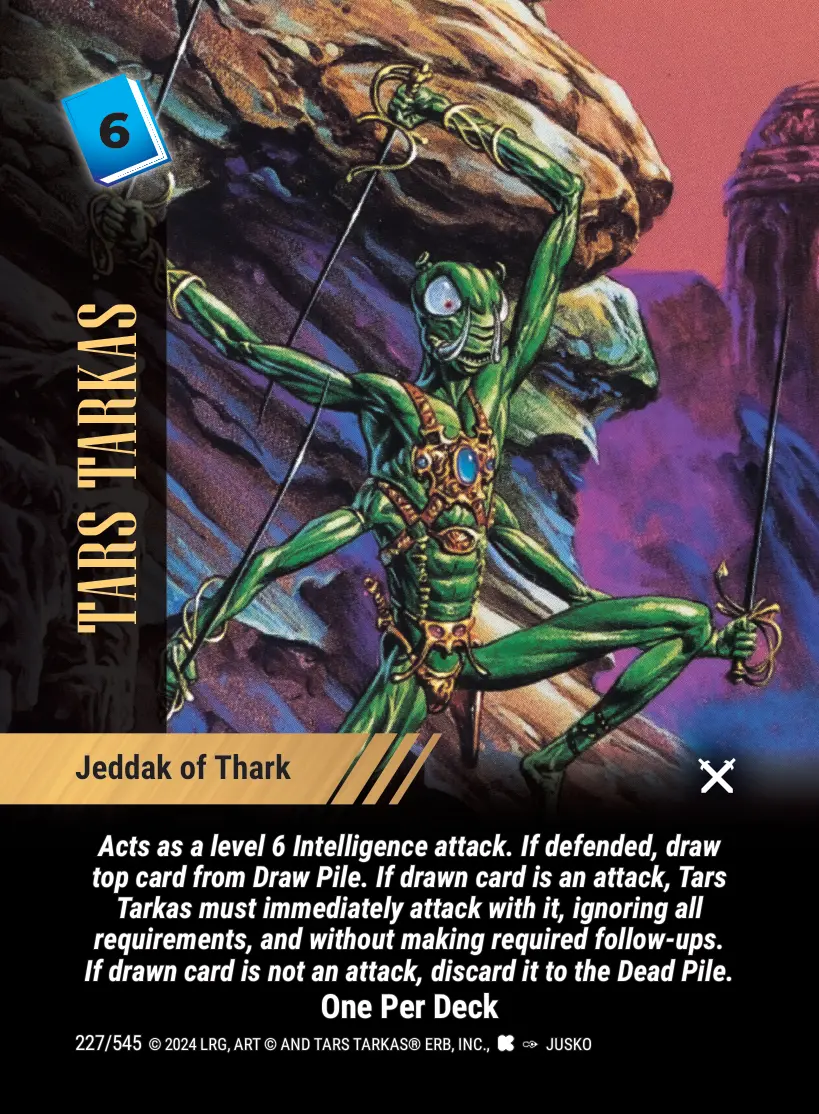 6
TARS TARKAS
Jeddak of Thark
Acts as a level 6 Intelligence attack. If defended, draw
top card from Draw Pile. If drawn card is an attack, Tars
Tarkas must immediately attack with it, ignoring all
requirements, and without making required follow-ups.
If drawn card is not an attack, discard it to the Dead Pile.
One Per Deck
227/545 © 2024 LRG, ART © AND TARS TARKAS® ERB, INC., JUSKO